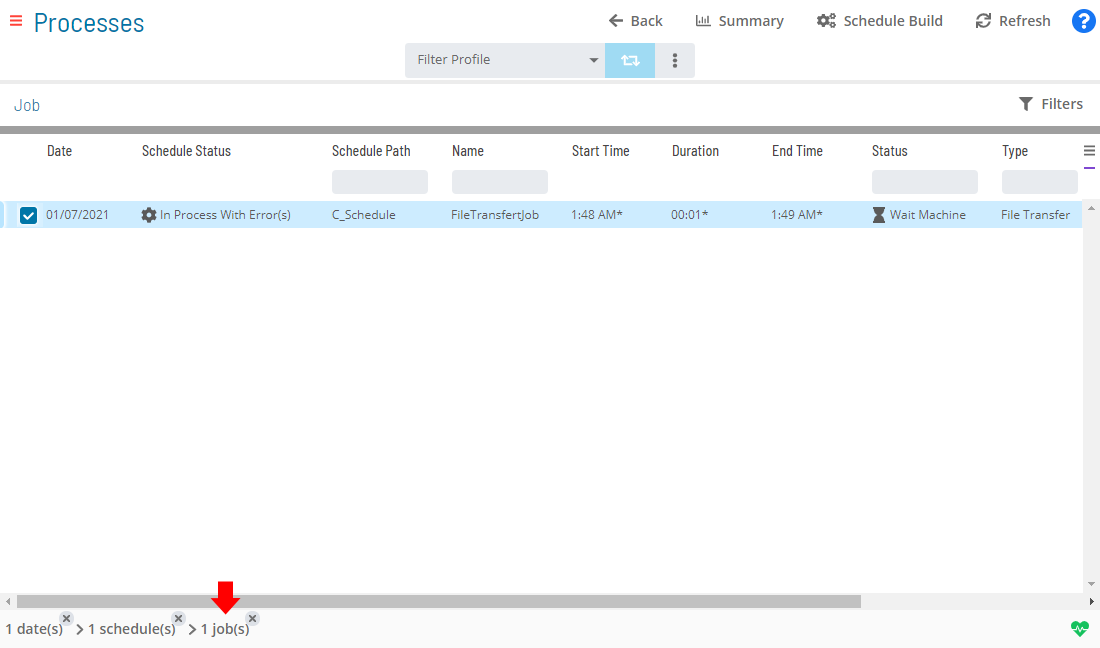 Processes
Back
Summary
Schedule Build
Refresh
?
Filter Profile
Job
Filters
Date Schedule Status Schedule Path Name Start Time Duration End Time Status Type
01/07/2021 In Process With Error(s) C_Schedule FileTransfertJob 1:48 AM* 00:01* 1:49 AM* Wait Machine File Transfer
1 date(s) > 1 schedule(s) > 1 job(s)